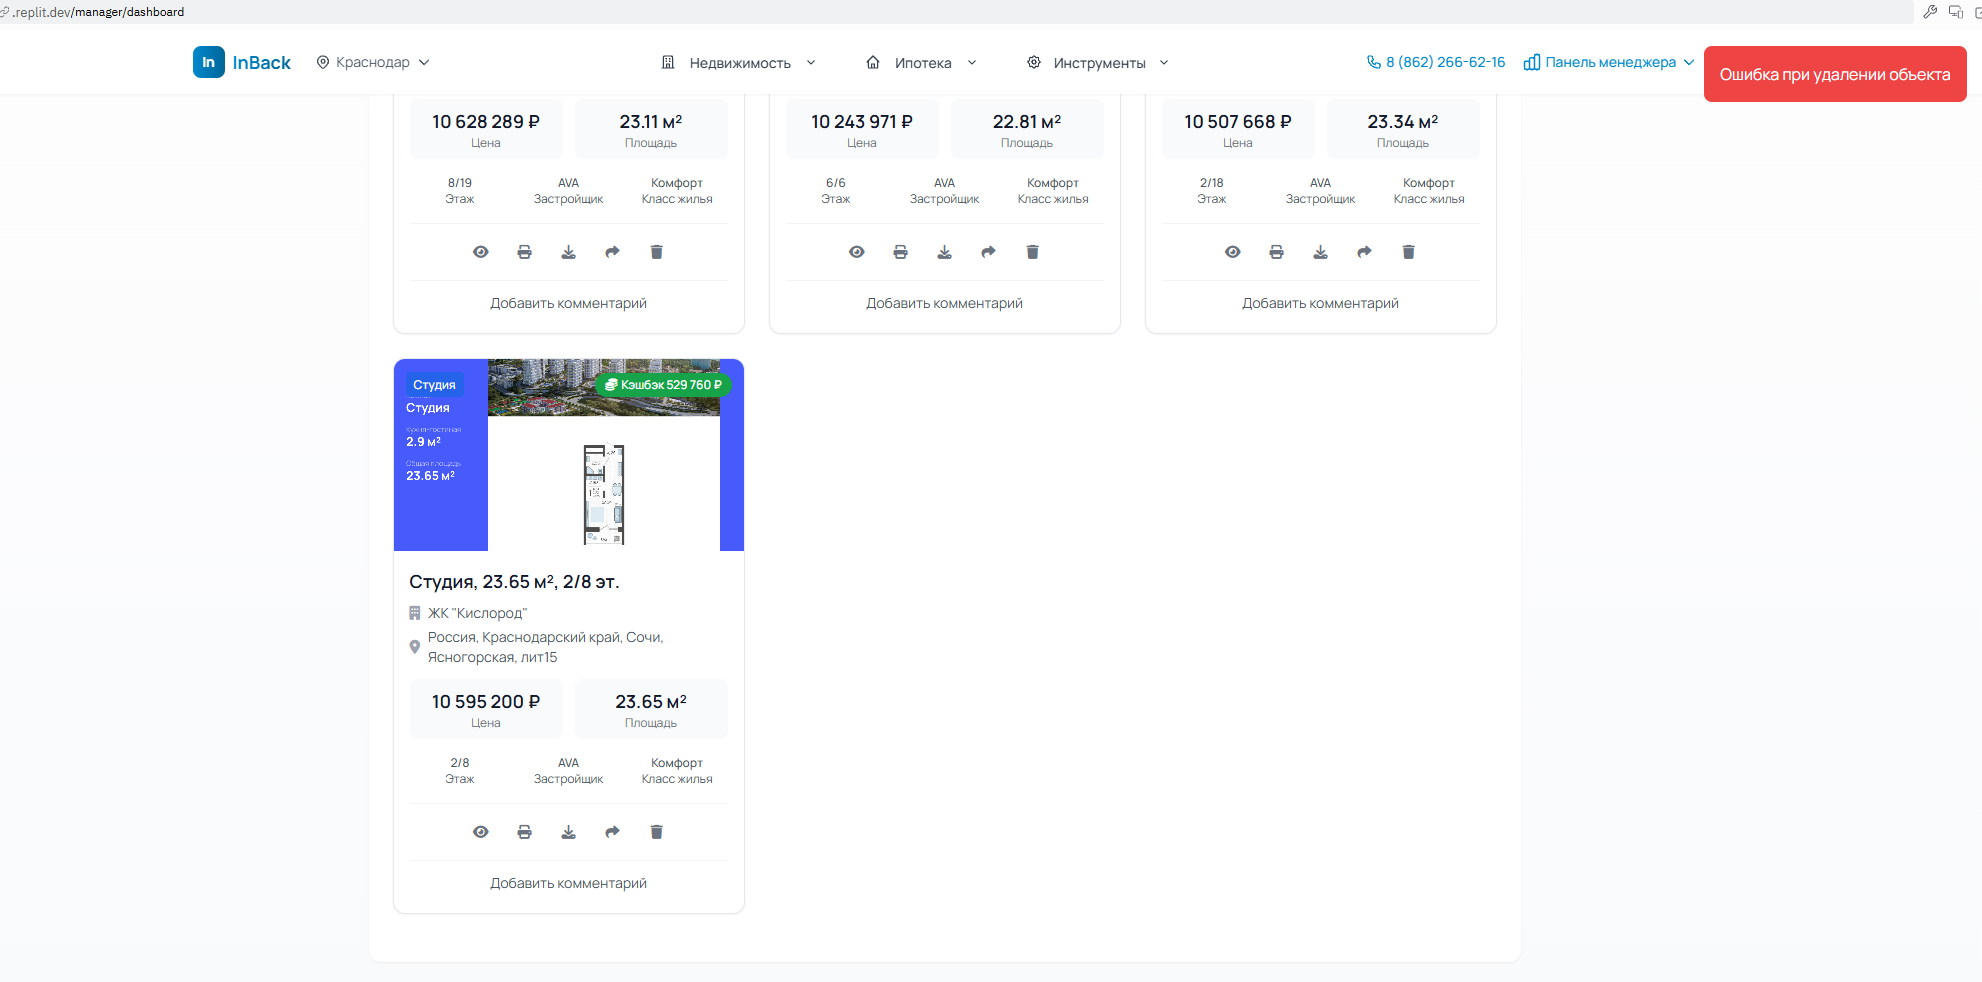 .replit.dev/manager/dashboard
In InBack
Краснодар
Недвижимость
Ипотека
Инструменты
8 (862) 266-62-16
Панель менеджера
Ошибка при удалении объекта
10 628 289 ₽
Цена
23.11 м²
Площадь
8/19
Этаж
AVA
Застройщик
Комфорт
Класс жилья
Добавить комментарий
10 243 971 ₽
Цена
22.81 м²
Площадь
6/6
Этаж
AVA
Застройщик
Комфорт
Класс жилья
Добавить комментарий
10 507 668 ₽
Цена
23.34 м²
Площадь
2/18
Этаж
AVA
Застройщик
Комфорт
Класс жилья
Добавить комментарий
Студия
Кэшбэк 529 760 ₽
Студия
Кухня-гостиная
2.9 м²
Общая площадь
23.65 м²
Студия, 23.65 м², 2/8 эт.
ЖК "Кислород"
Россия, Краснодарский край, Сочи,
Ясногорская, лит15
10 595 200 ₽
Цена
23.65 м²
Площадь
2/8
Этаж
AVA
Застройщик
Комфорт
Класс жилья
Добавить комментарий